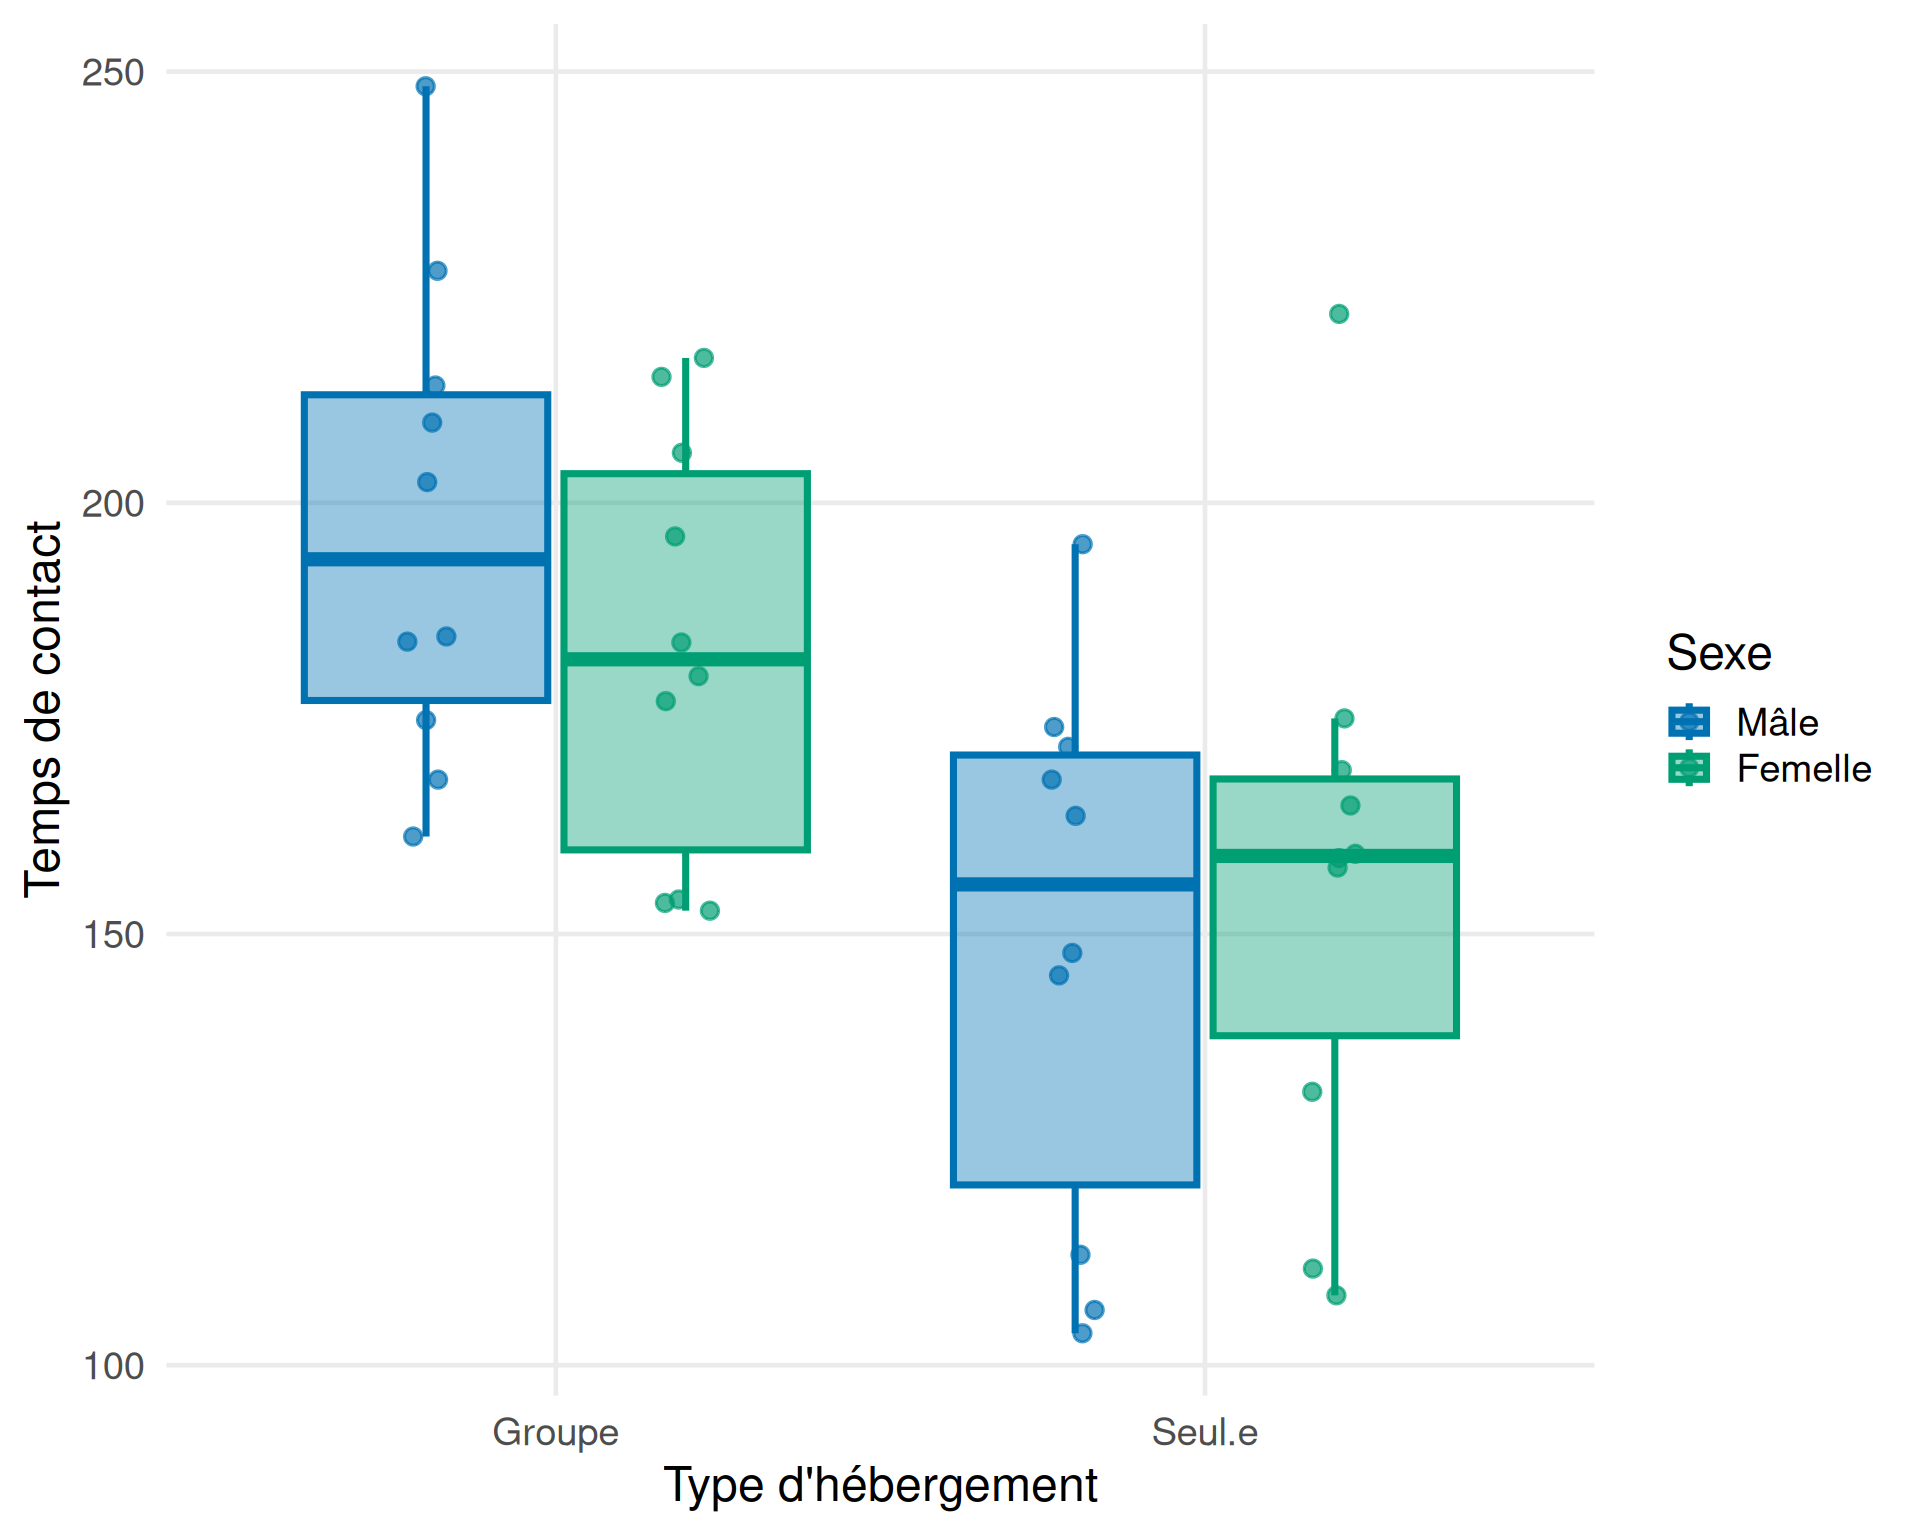 250
200
150
100
Temps de contact
Groupe
Seul.e
Type d'hébergement
Sexe
Mâle
Femelle